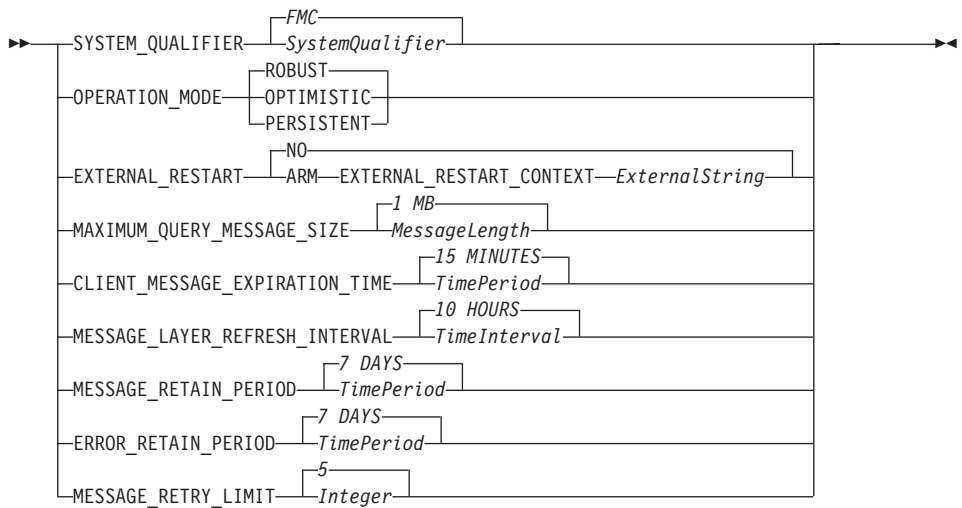 FMC
SYSTEM_QUALIFIER SystemQualifier
ROBUST
OPERATION_MODE OPTIMISTIC
PERSISTENT
NO
EXTERNAL_RESTART ARM EXTERNAL_RESTART_CONTEXT ExternalString
1 MB
MAXIMUM_QUERY_MESSAGE_SIZE MessageLength
15 MINUTES
CLIENT_MESSAGE_EXPIRATION_TIME TimePeriod
10 HOURS
MESSAGE_LAYER_REFRESH_INTERVAL TimeInterval
7 DAYS
MESSAGE_RETAIN_PERIOD TimePeriod
7 DAYS
ERROR_RETAIN_PERIOD TimePeriod
5
MESSAGE_RETRY_LIMIT Integer